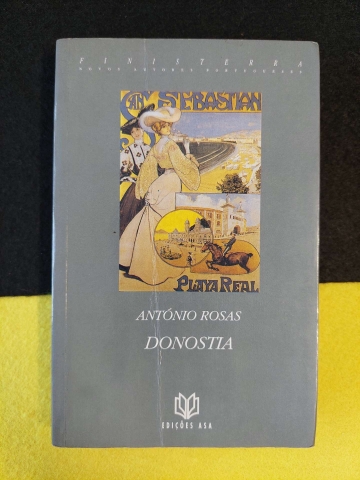 FINISTERRA
NOVOS AUTORES PORTUGUESES
SAN SEBASTIAN
PLAYA REAL
ANTÓNIO ROSAS
DONOSTIA
EDIÇÕES ASA